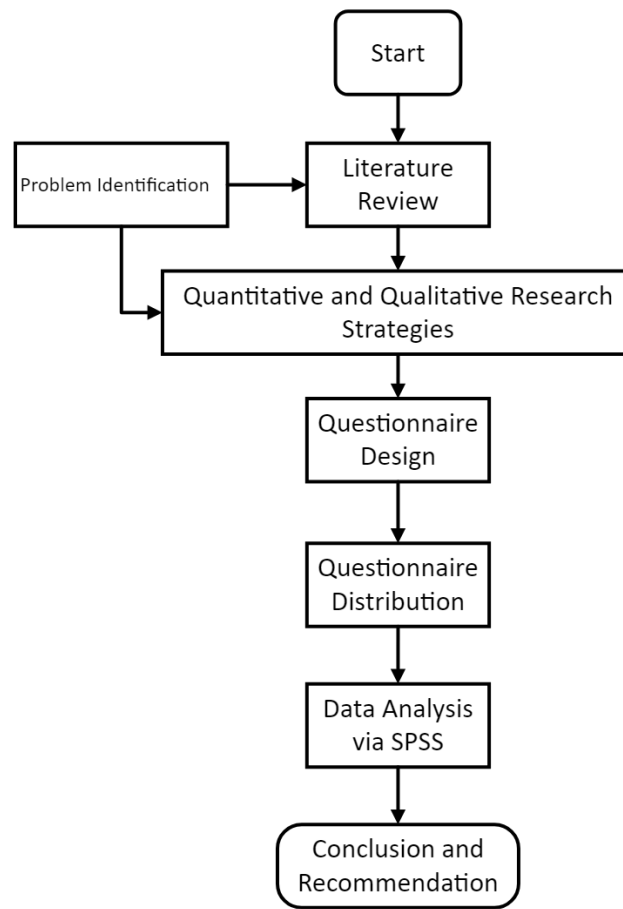 Start
Problem Identification
Literature
Review
Quantitative and Qualitative Research
Strategies
Questionnaire
Design
Questionnaire
Distribution
Data Analysis
via SPSS
Conclusion and
Recommendation